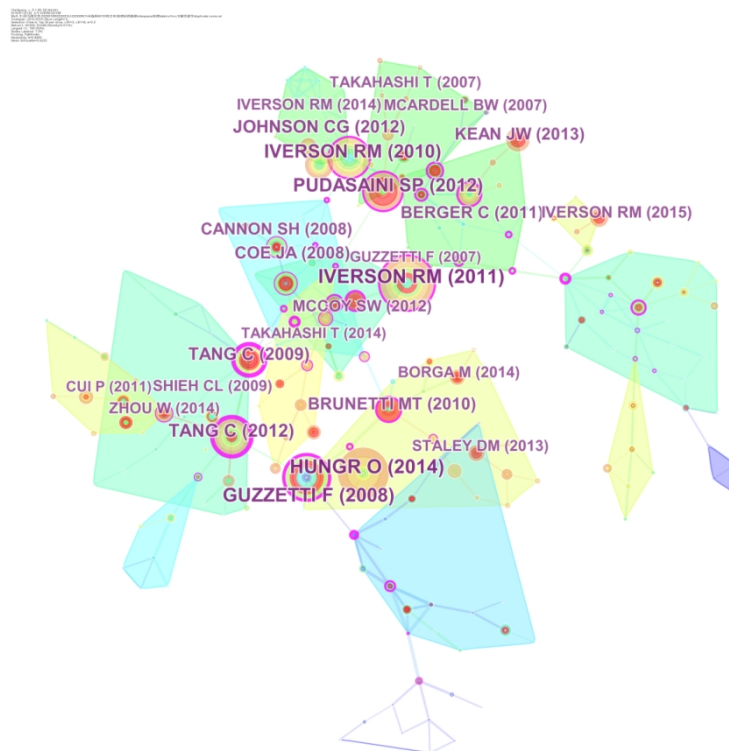 TAKAHASHI T (2007)
IVERSON RM (2014) MCARDELL BW (2007)
JOHNSON CG (2012)
KEAN JW (2013)
IVERSON RM (2010)
PUDASAINI SP (2012)
BERGER C (2011) IVERSON RM (2015)
CANNON SH (2008)
COE JA (2008) GUZZETTI F (2007)
IVERSON RM (2011)
MCCOY SW (2012)
TAKAHASHI T (2014)
TANG C (2009)
BORGA M (2014)
CUI P (2011) SHIEH CL (2009)
ZHOU W (2014)
BRUNETTI MT (2010)
TANG C (2012)
STALEY DM (2013)
HUNGR O (2014)
GUZZETTI F (2008)